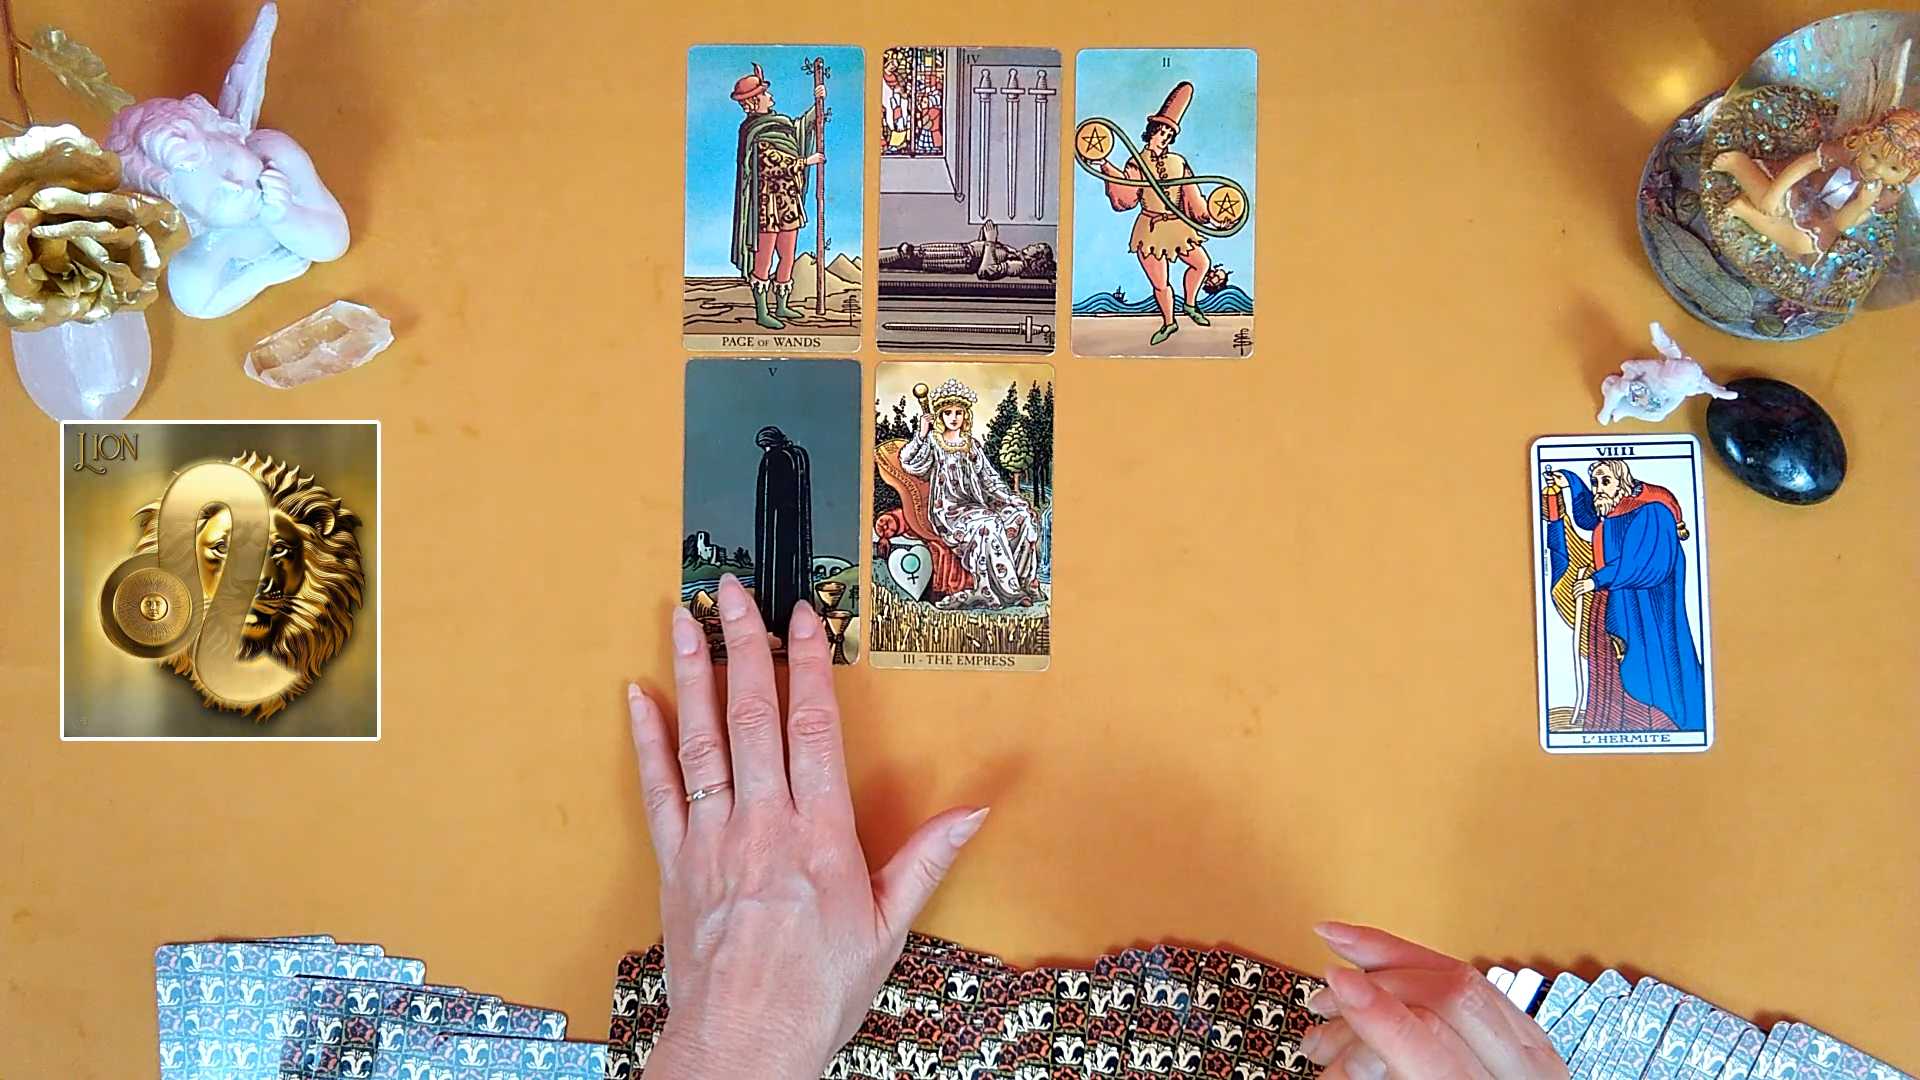 IV
II
PAGE OF WANDS
LION
V
VIIII
III - THE EMPRESS
L'HERMITE